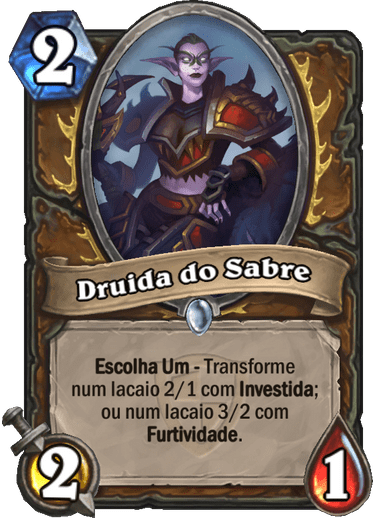 2
Druida do Sabre
Escolha Um - Transforme
num lacaio 2/1 com Investida;
ou num lacaio 3/2 com
Furtividade.
2
1